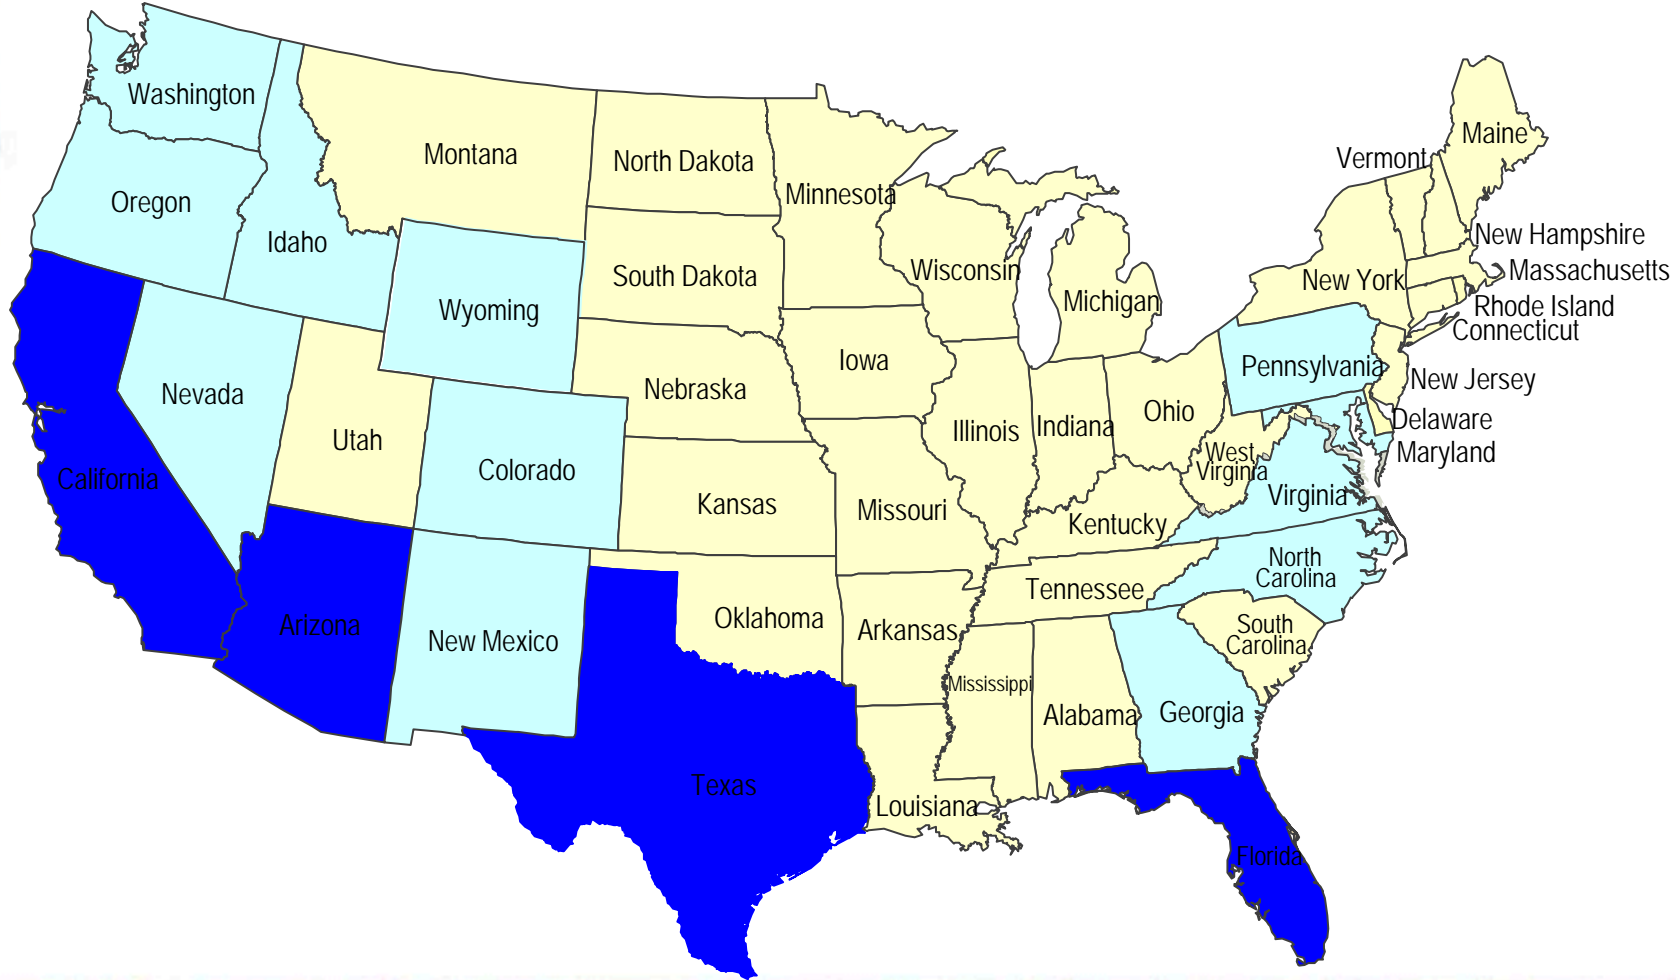 Washington
Oregon
Idaho
Montana
North Dakota
Minnesota
Vermont
Maine
New Hampshire
Massachusetts
New York
Rhode Island
Connecticut
Wisconsin
Michigan
South Dakota
Wyoming
Nevada
Utah
Colorado
Nebraska
Iowa
Illinois
Indiana
Ohio
Pennsylvania
New Jersey
Delaware
Maryland
West
Virginia
Virginia
California
Kansas
Missouri
Kentucky
North
Carolina
Tennessee
Arizona
New Mexico
Oklahoma
Arkansas
South
Carolina
Mississippi
Alabama
Georgia
Texas
Louisiana
Florida